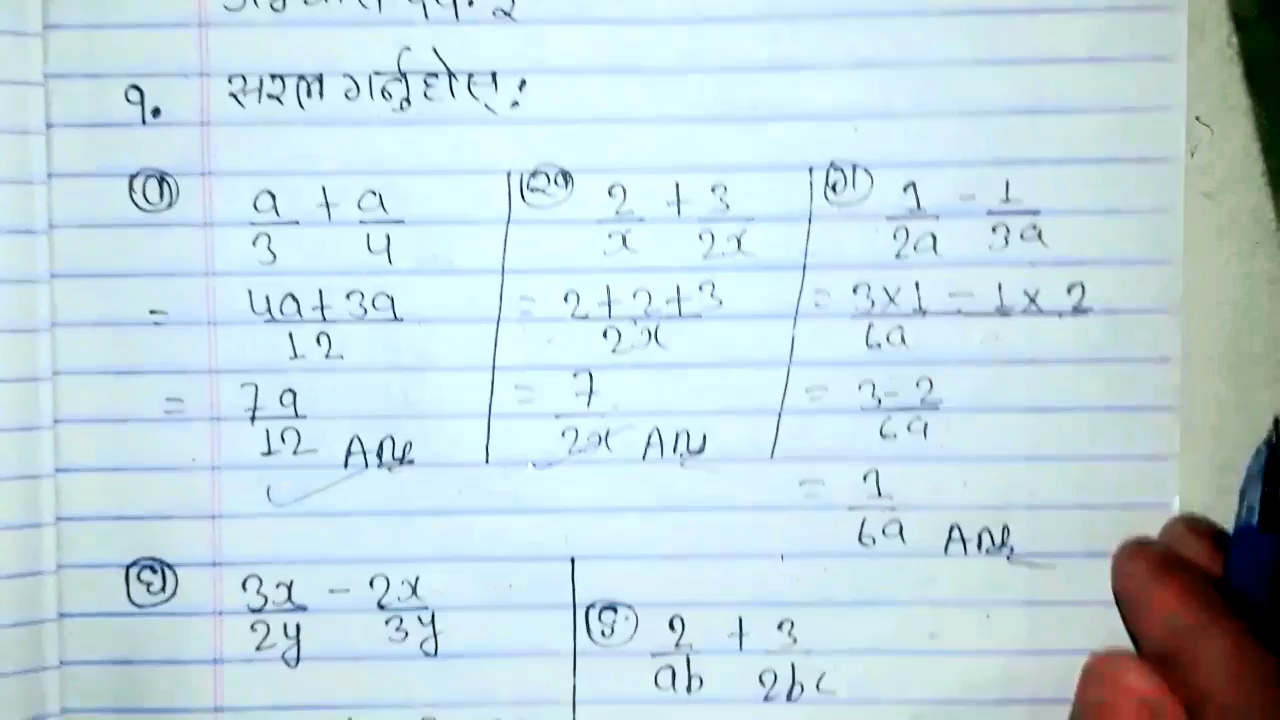 १. सरल गर्नुहोस्:
(क) a/3 + a/4
= (4a + 3a)/12
= 7a/12 Ans
(ख) 2/x + 3/2x
= (2+2+3)/2x
= 7/2x Ans
(ग) 1/2a - 1/3a
= (3×1 - 1×2)/6a
= (3-2)/6a
= 1/6a Ans
(घ) 3x/2y - 2x/3y
(ङ) 2/ab + 3/2bc